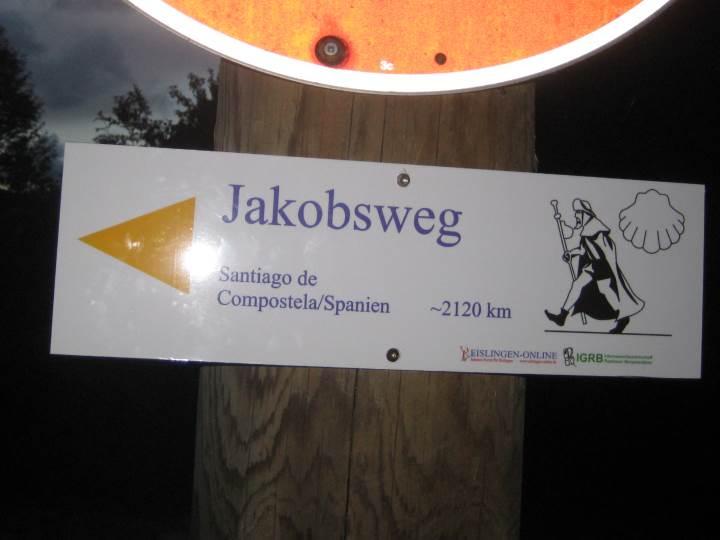 Jakobsweg
Santiago de
Compostela/Spanien ~2120 km
EISLINGEN-ONLINE
IGRB